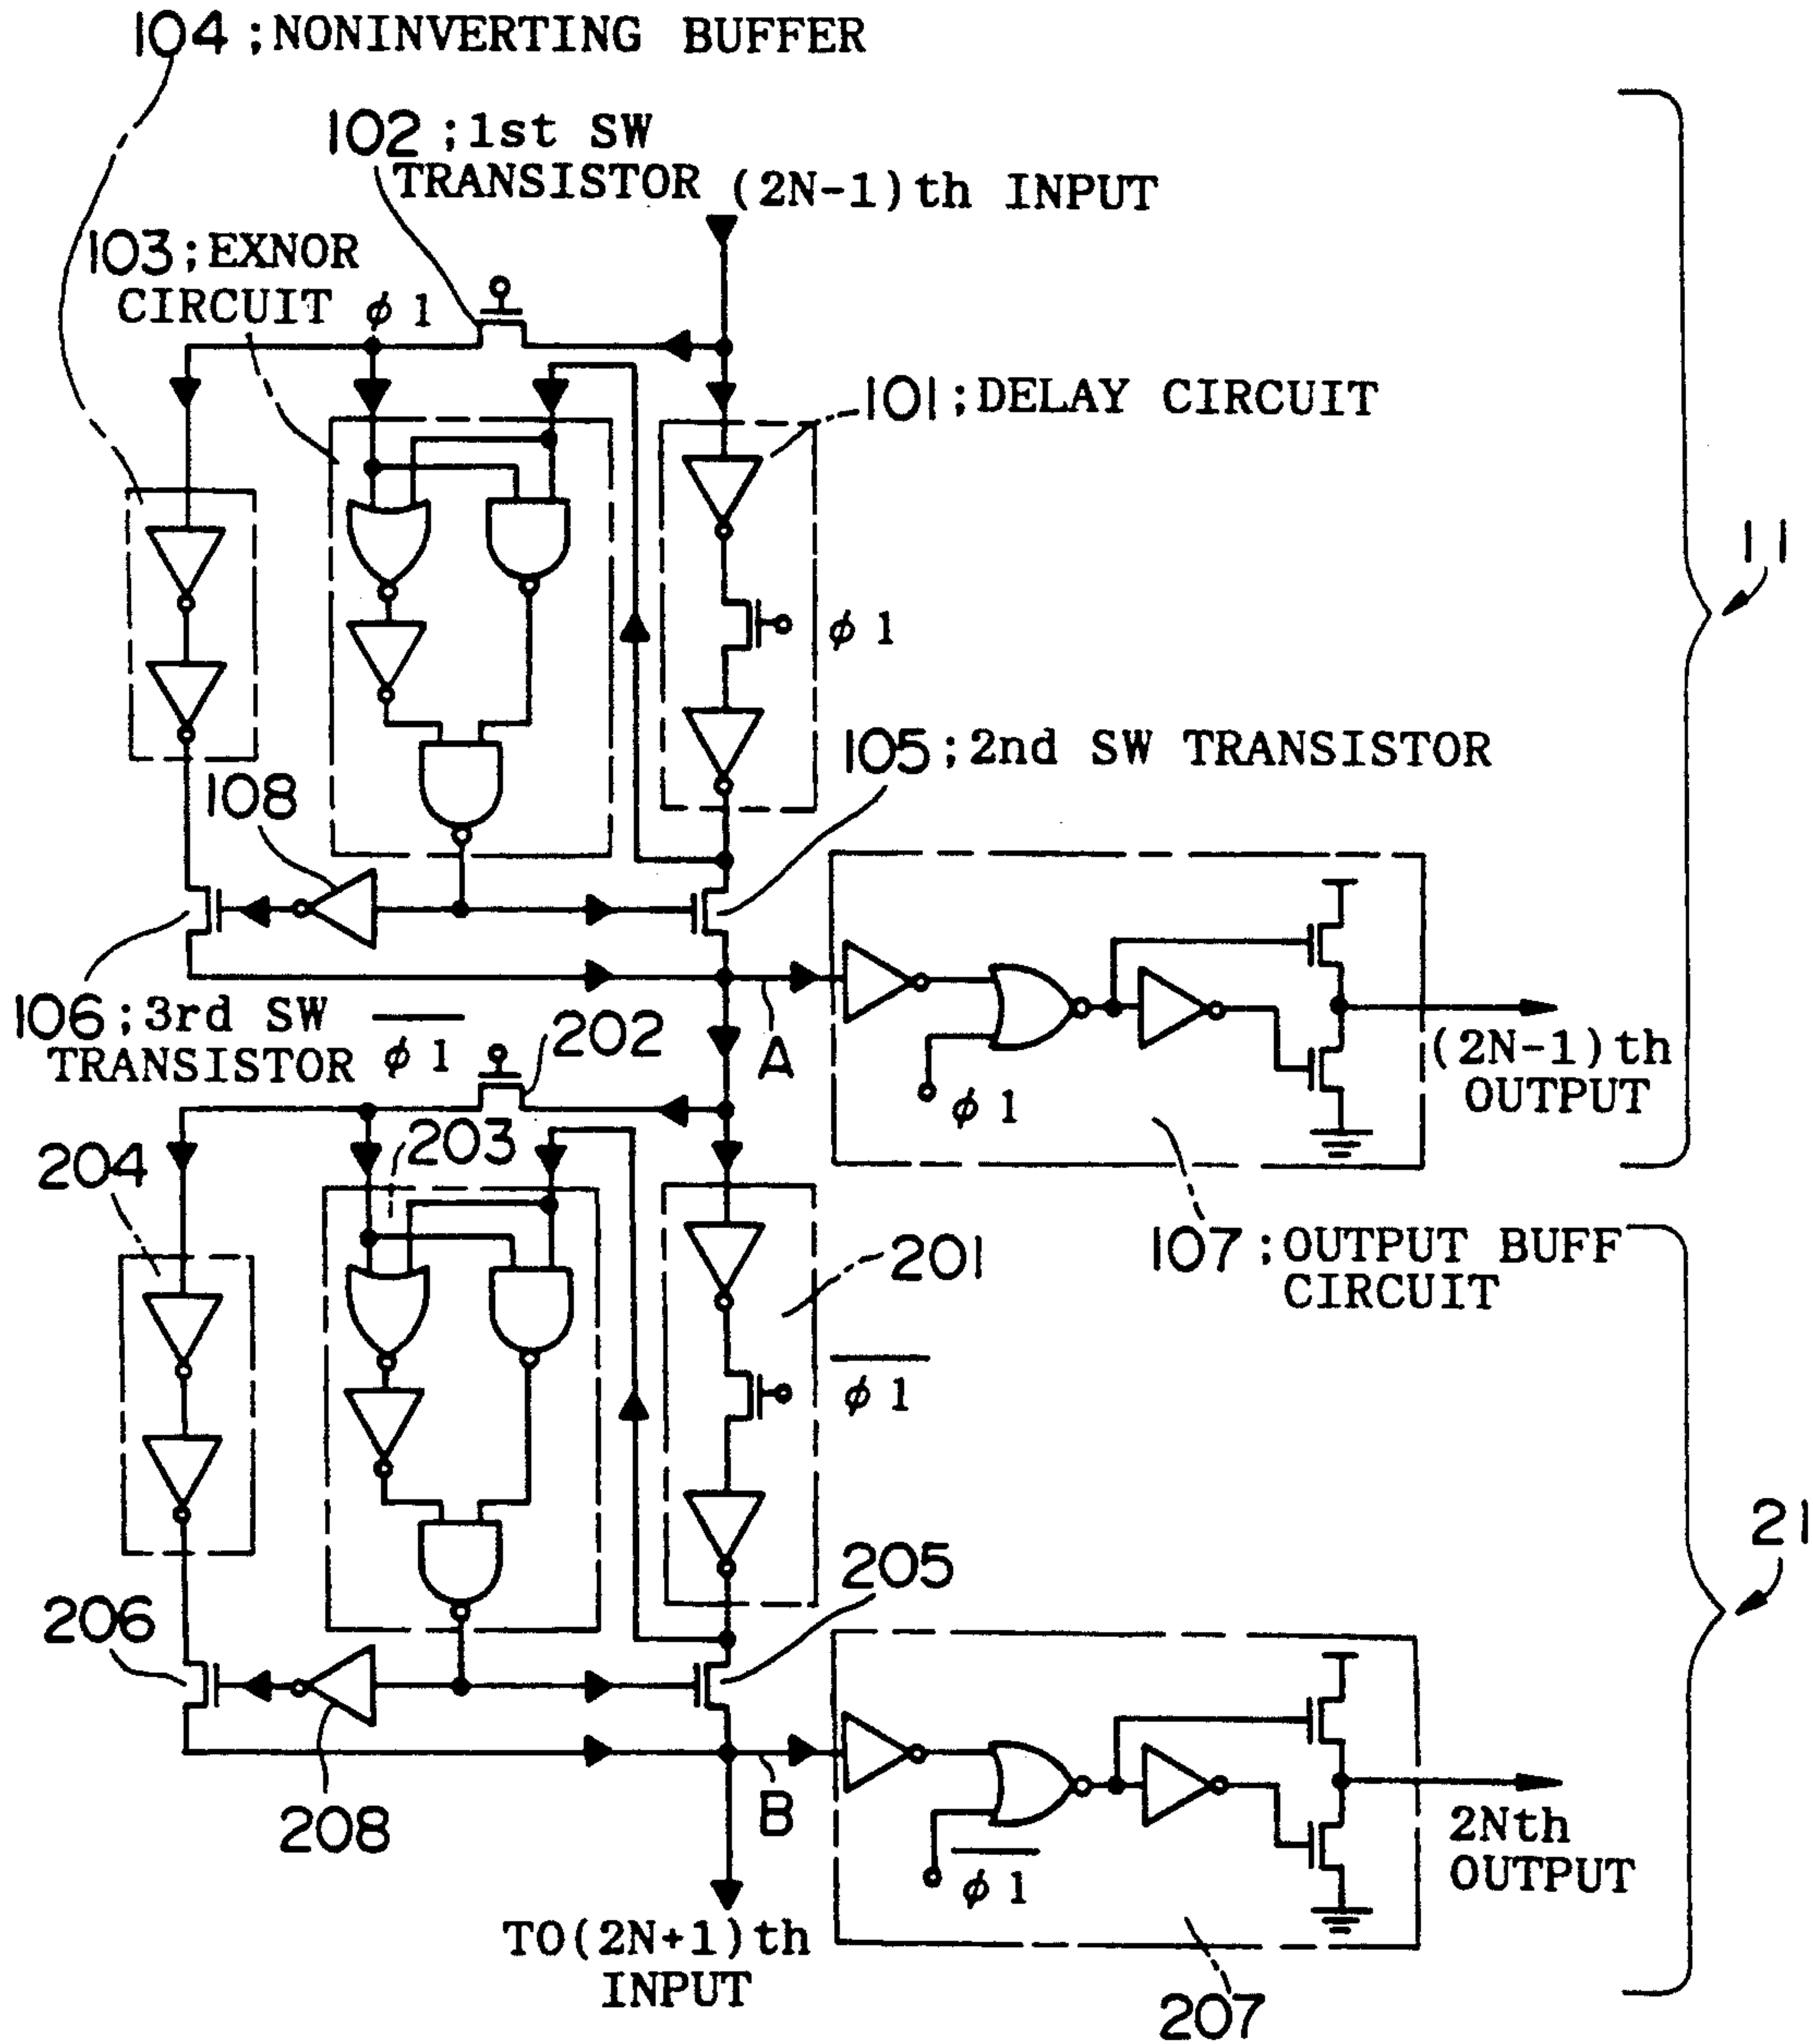 104 ; NONINVERTING BUFFER
102 ; 1st SW
TRANSISTOR
(2N-1)th INPUT
103 ; EXNOR
CIRCUIT
φ 1
101 ; DELAY CIRCUIT
11
φ 1
105 ; 2nd SW TRANSISTOR
108
106 ; 3rd SW
TRANSISTOR
φ̅ ̅1̅
202
A
φ 1
(2N-1)th
OUTPUT
203
204
201
107 ; OUTPUT BUFF
CIRCUIT
φ̅ ̅1̅
21
205
206
208
B
φ̅ ̅1̅
2Nth
OUTPUT
TO(2N+1)th
INPUT
207